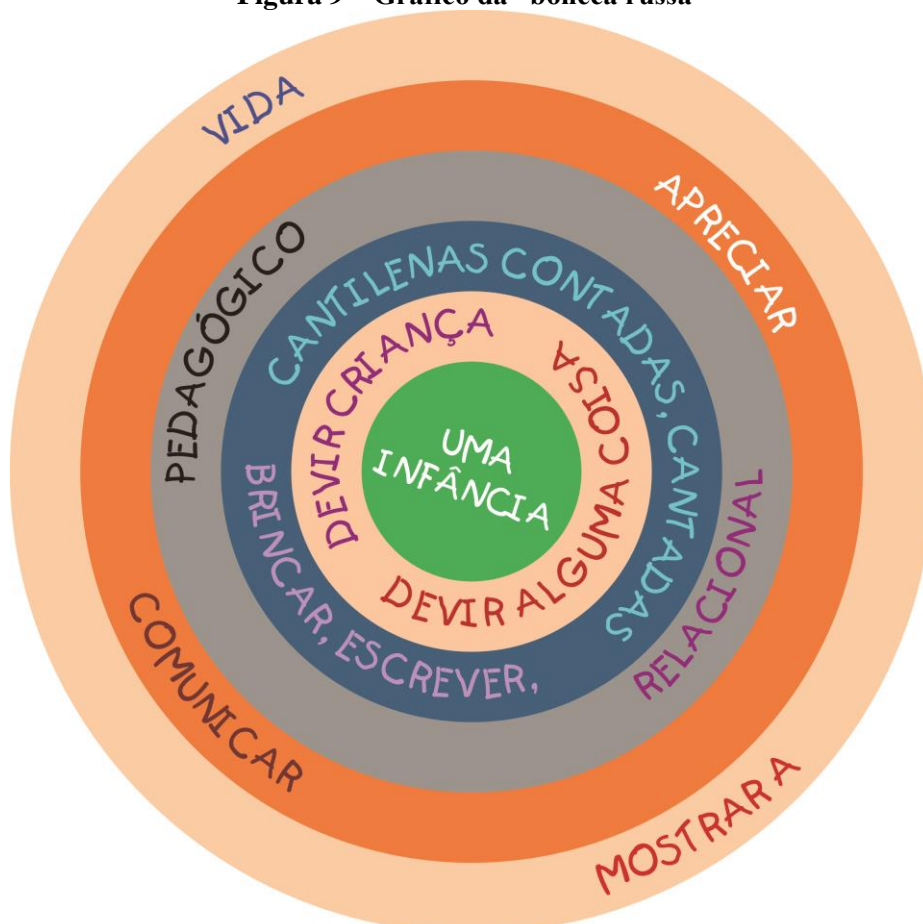 Figura 9 – Gráfico da "boneca russa"
VIDA
MOSTRAR A
APRECIAR
COMUNICAR
PEDAGÓGICO
RELACIONAL
CANTILENAS CONTADAS, CANTADAS
BRINCAR, ESCREVER,
DEVIR CRIANÇA
DEVIR ALGUMA COISA
UMA
INFÂNCIA